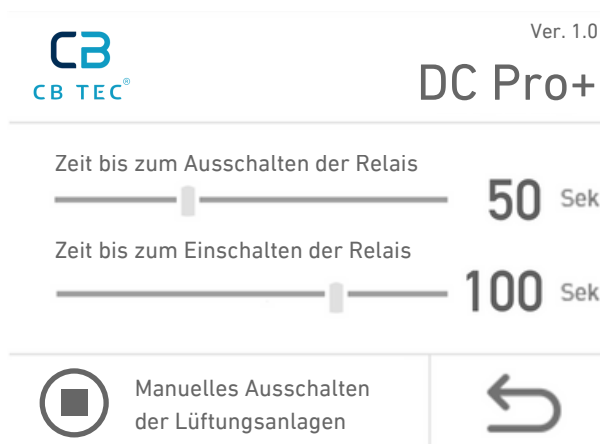 Ver. 1.0
CB
CB TEC®
DC Pro+
Zeit bis zum Ausschalten der Relais
50 Sek
Zeit bis zum Einschalten der Relais
100 Sek
Manuelles Ausschalten
der Lüftungsanlagen